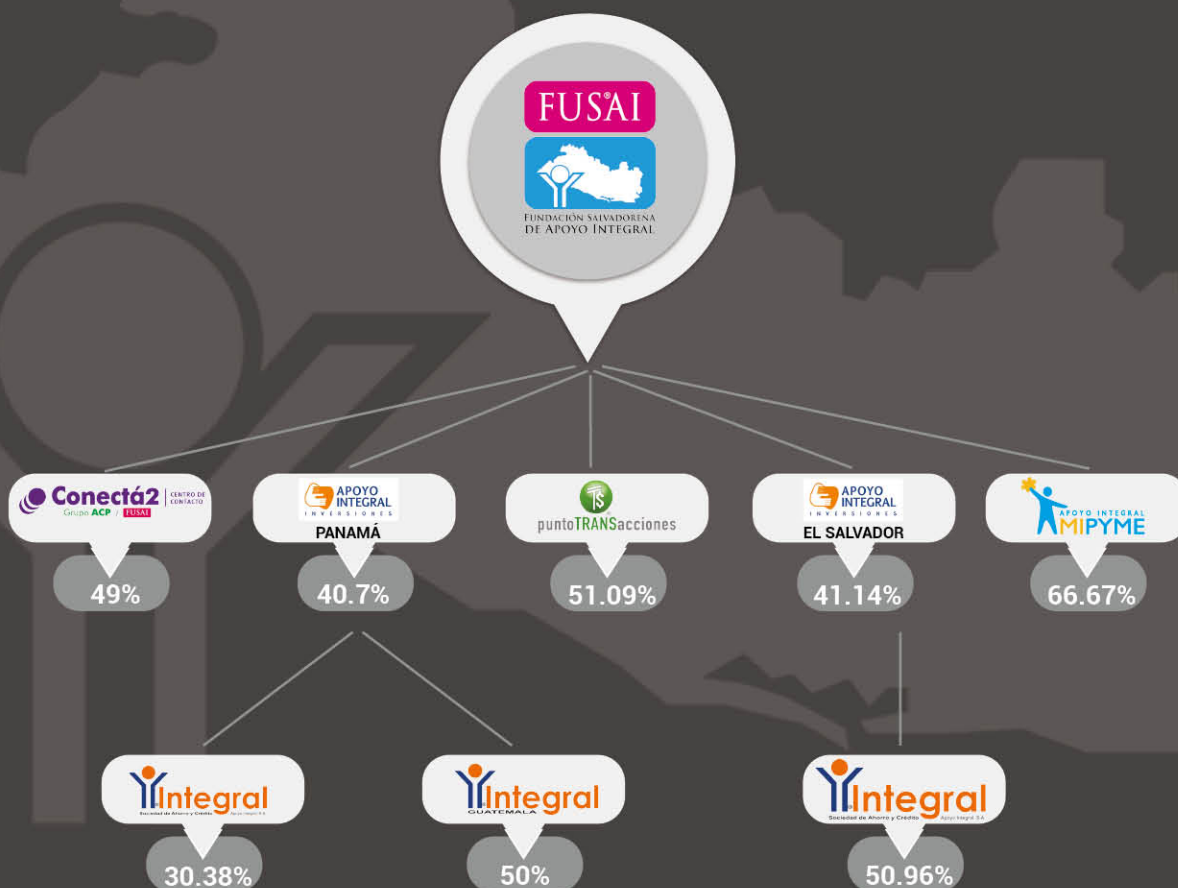 FUSAI®
FUNDACIÓN SALVADOREÑA
DE APOYO INTEGRAL
Conectá2 CENTRO DE CONTACTO
Grupo ACP / FUSAI
APOYO
INTEGRAL
INVERSIONES
PANAMÁ
puntoTRANSacciones
APOYO
INTEGRAL
INVERSIONES
EL SALVADOR
APOYO INTEGRAL
MIPYME
49%
40.7%
51.09%
41.14%
66.67%
Integral
Sociedad de Ahorro y Crédito Apoyo Integral S.A.
Integral
GUATEMALA
Integral
Sociedad de Ahorro y Crédito Apoyo Integral S.A.
30.38%
50%
50.96%